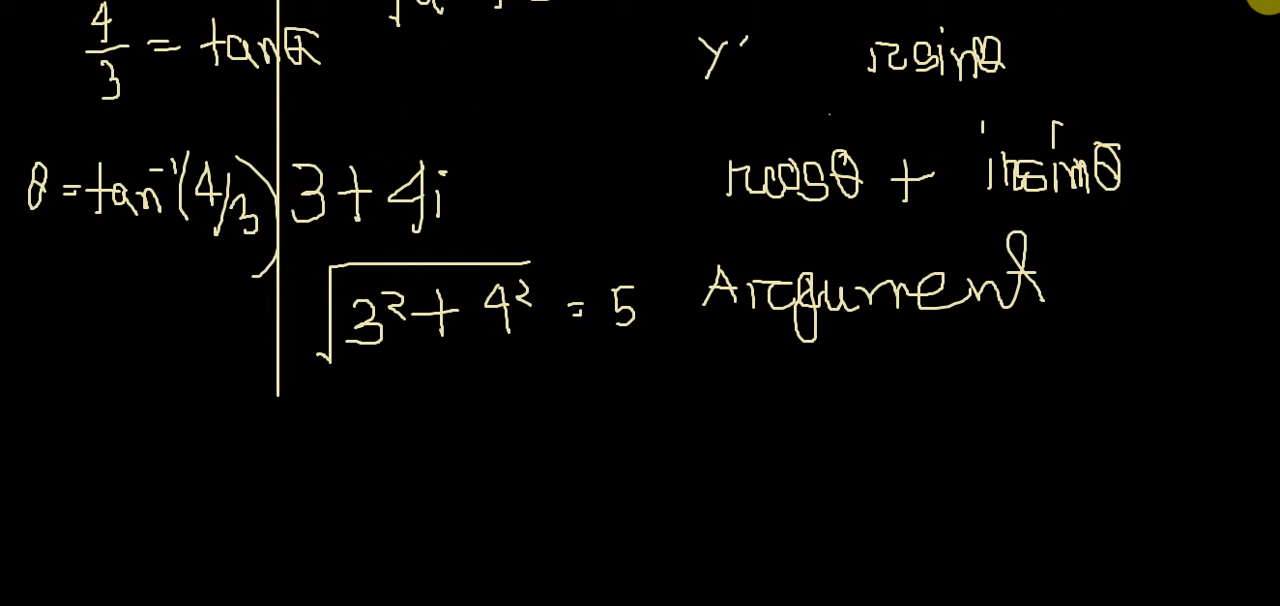 4/3 = tanθ
y rsinθ
θ = tan⁻¹(4/3) 3 + 4i
rcosθ + irsinθ
√3² + 4² = 5
Argument